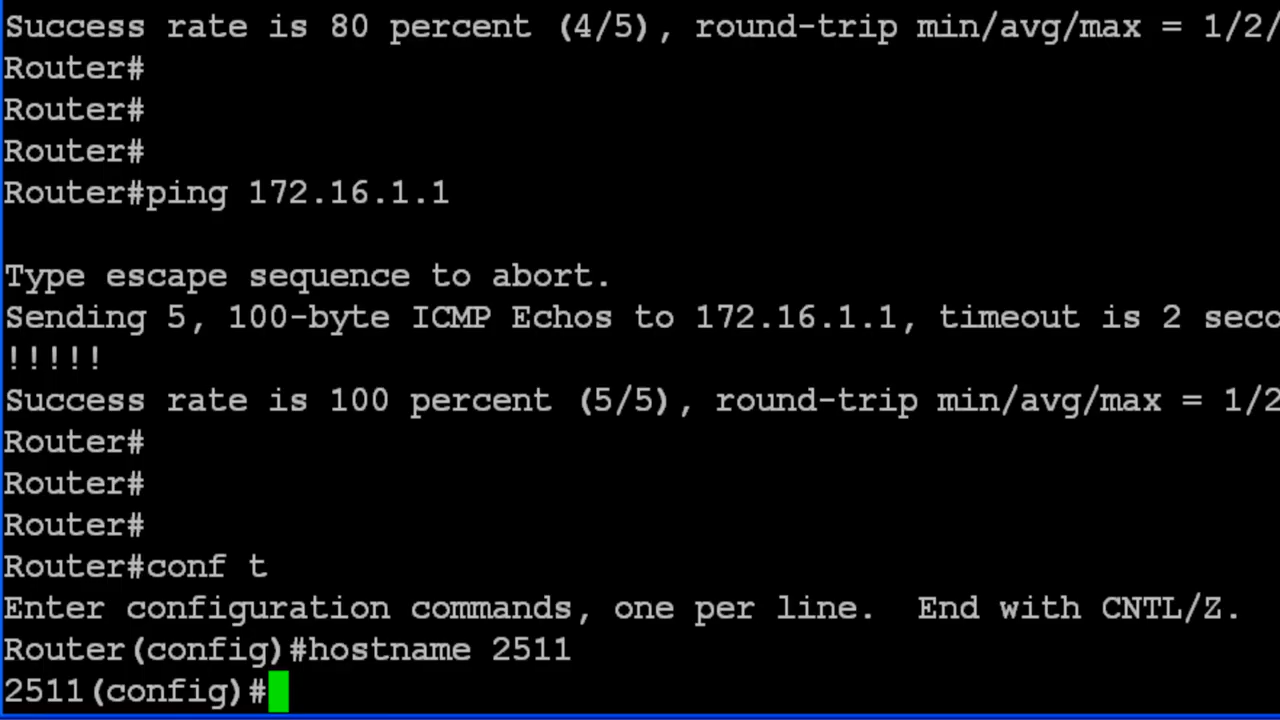 Success rate is 80 percent (4/5), round-trip min/avg/max = 1/2/
Router#
Router#
Router#
Router#ping 172.16.1.1
Type escape sequence to abort.
Sending 5, 100-byte ICMP Echos to 172.16.1.1, timeout is 2 seco
!!!!!
Success rate is 100 percent (5/5), round-trip min/avg/max = 1/2
Router#
Router#
Router#
Router#conf t
Enter configuration commands, one per line.  End with CNTL/Z.
Router(config)#hostname 2511
2511(config)#